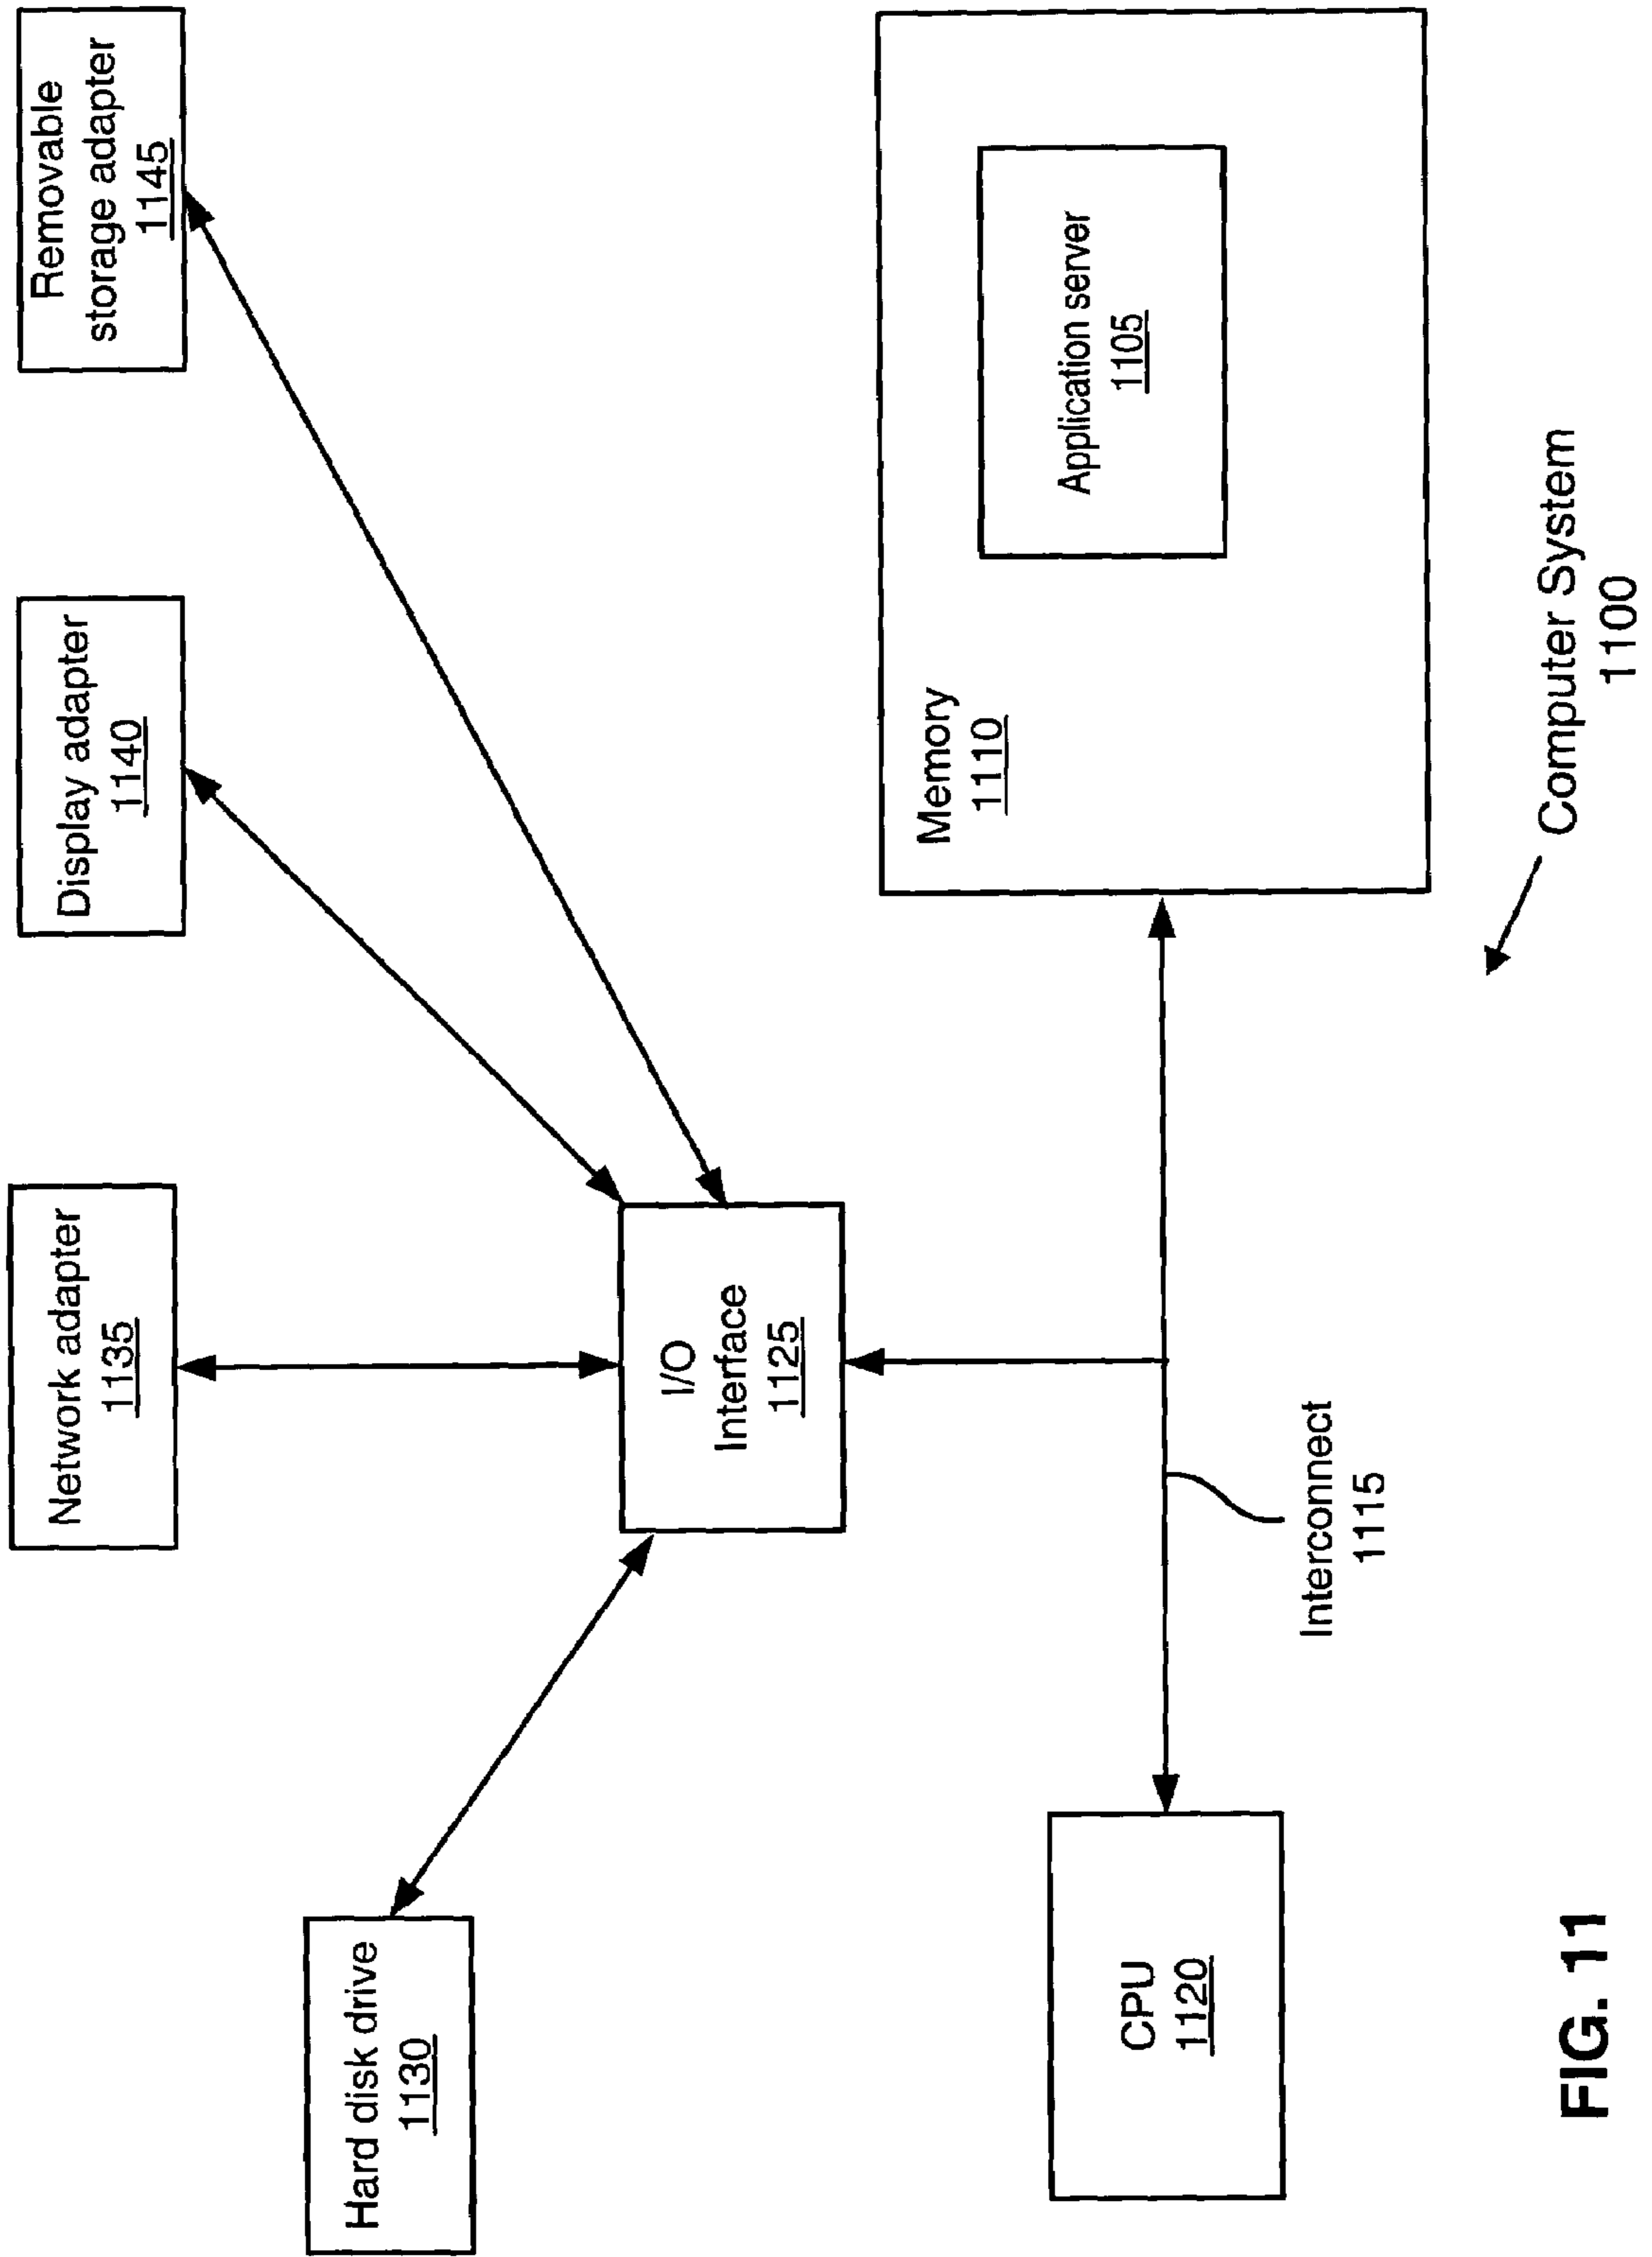 Hard disk drive
1130
Network adapter
1135
Display adapter
1140
Removable
storage adapter
1145
I/O
Interface
1125
CPU
1120
Interconnect
1115
Memory
1110
Application server
1105
Computer System
1100
FIG. 11